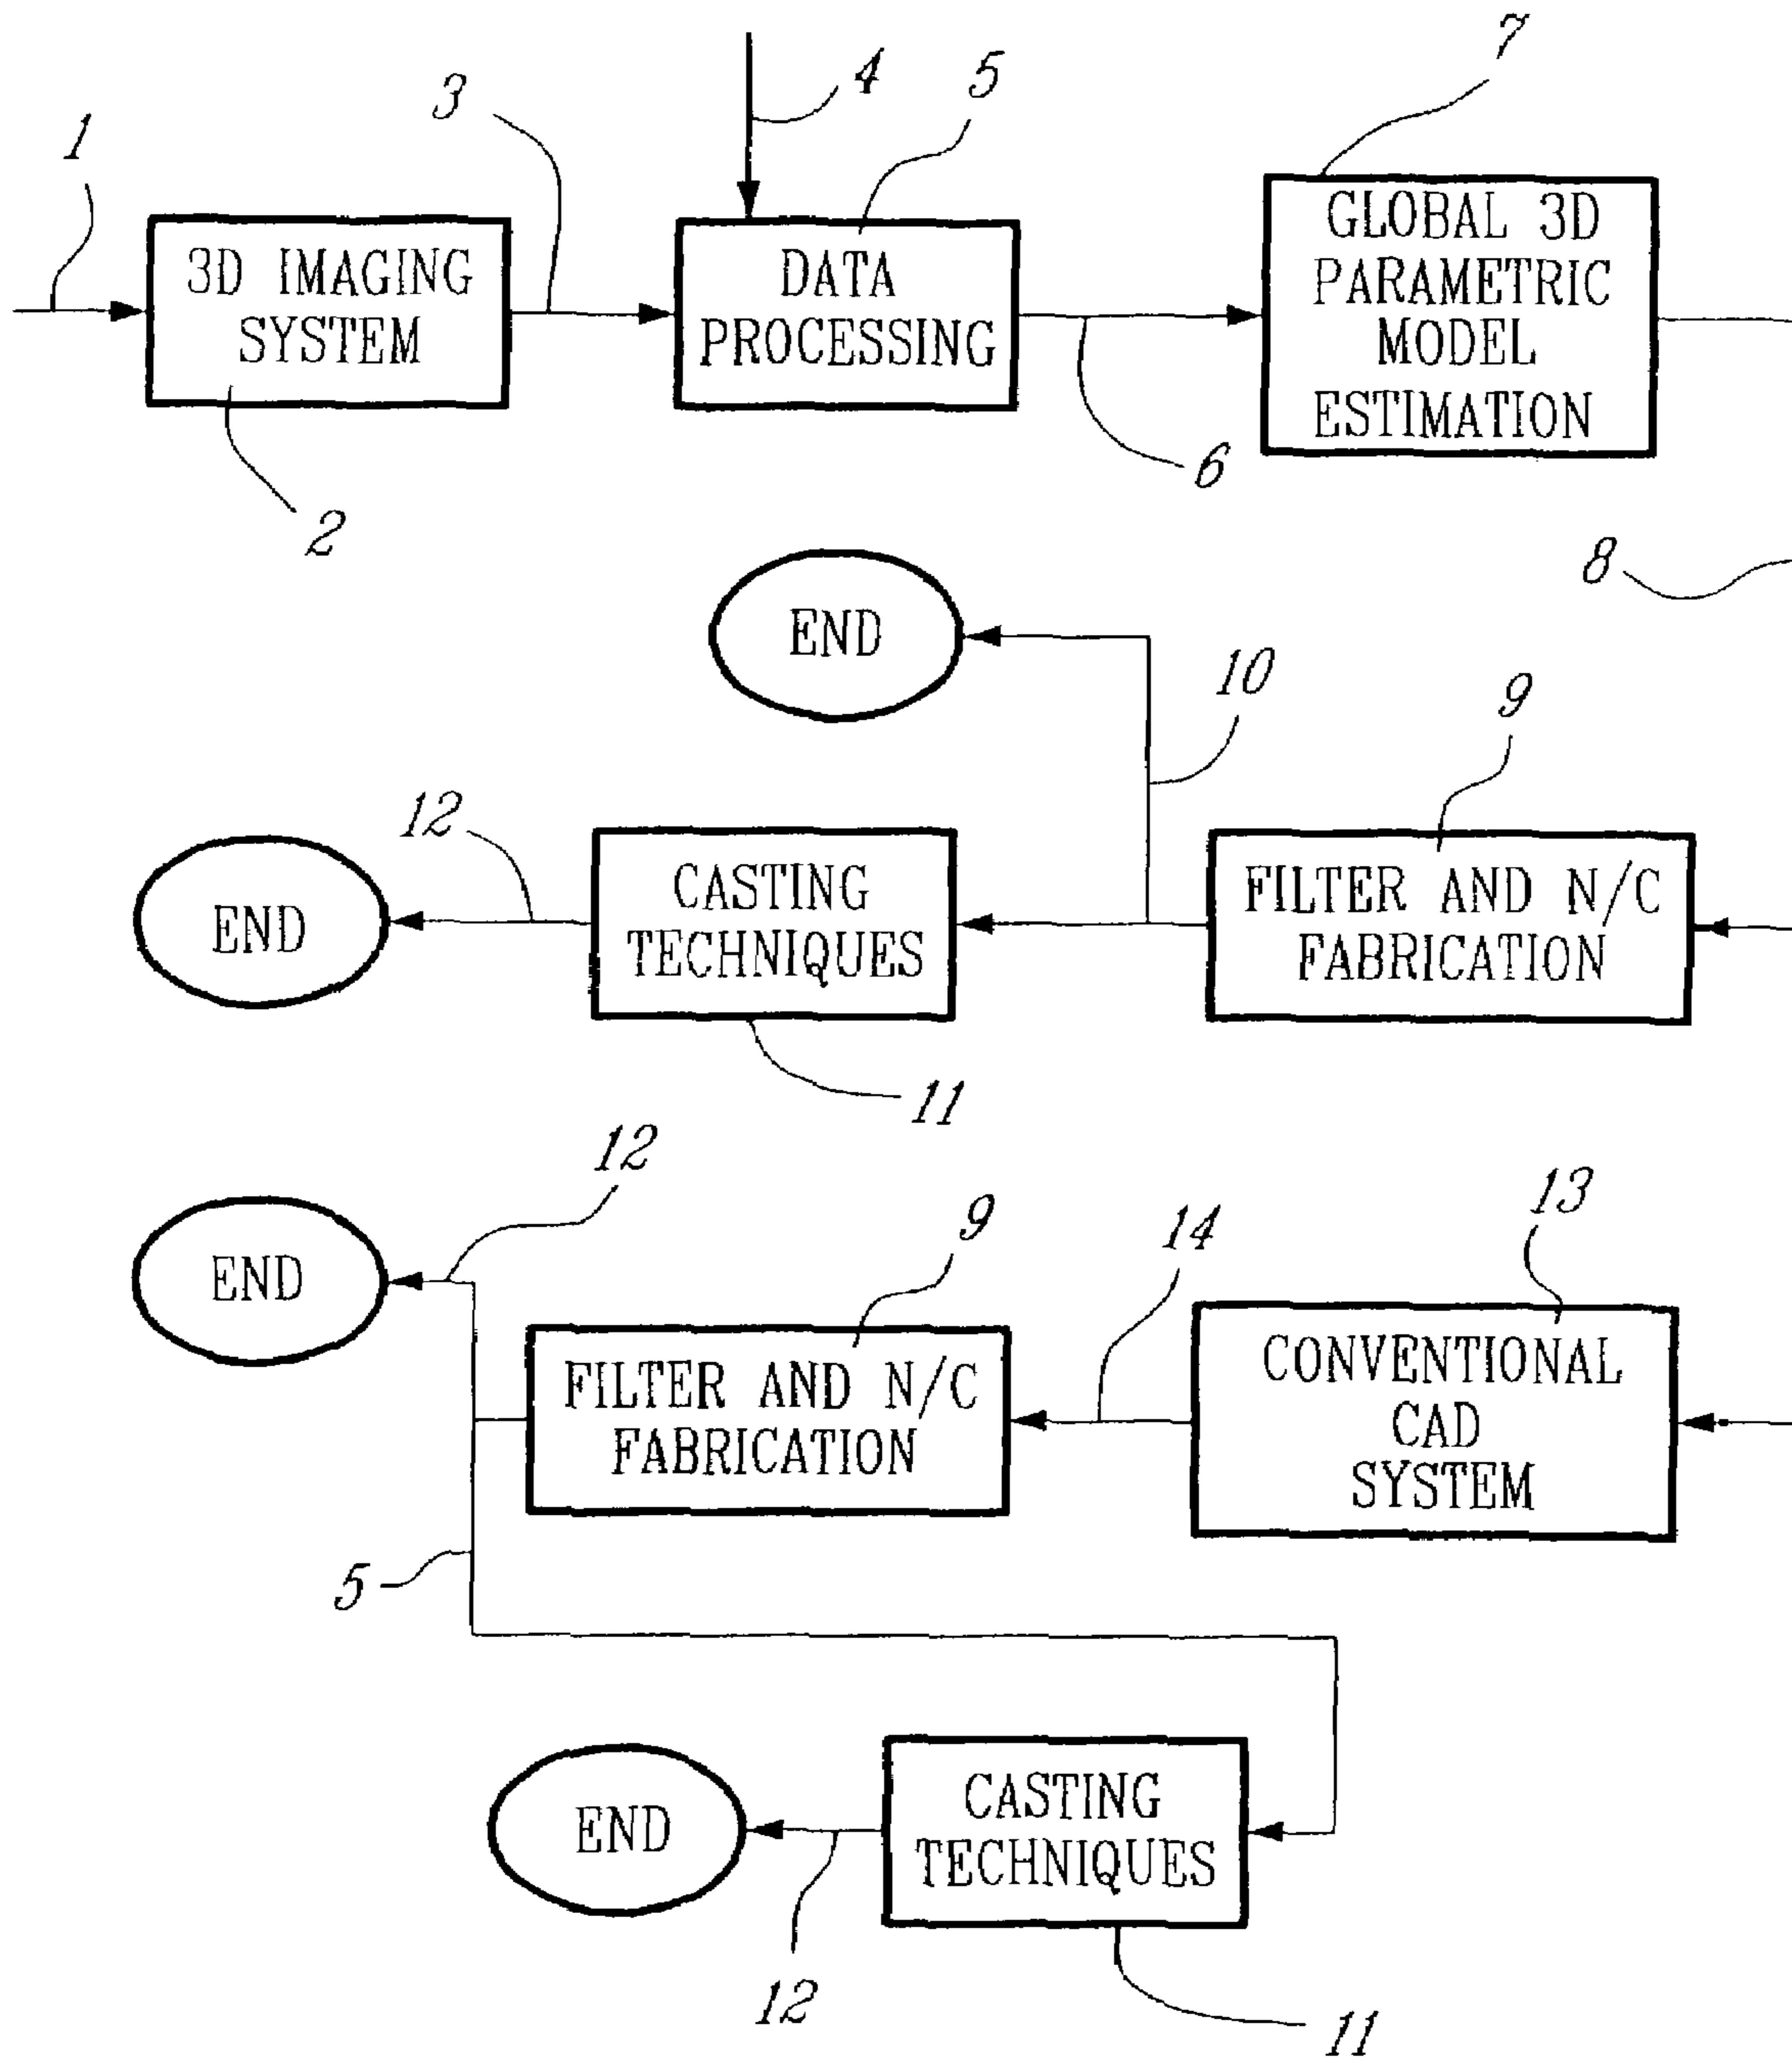 1
3
4
5
7
3D IMAGING
SYSTEM
DATA
PROCESSING
GLOBAL 3D
PARAMETRIC
MODEL
ESTIMATION
2
6
8
END
10
9
12
END
CASTING
TECHNIQUES
FILTER AND N/C
FABRICATION
11
12
END
9
14
13
FILTER AND N/C
FABRICATION
CONVENTIONAL
CAD
SYSTEM
5
END
CASTING
TECHNIQUES
12
11